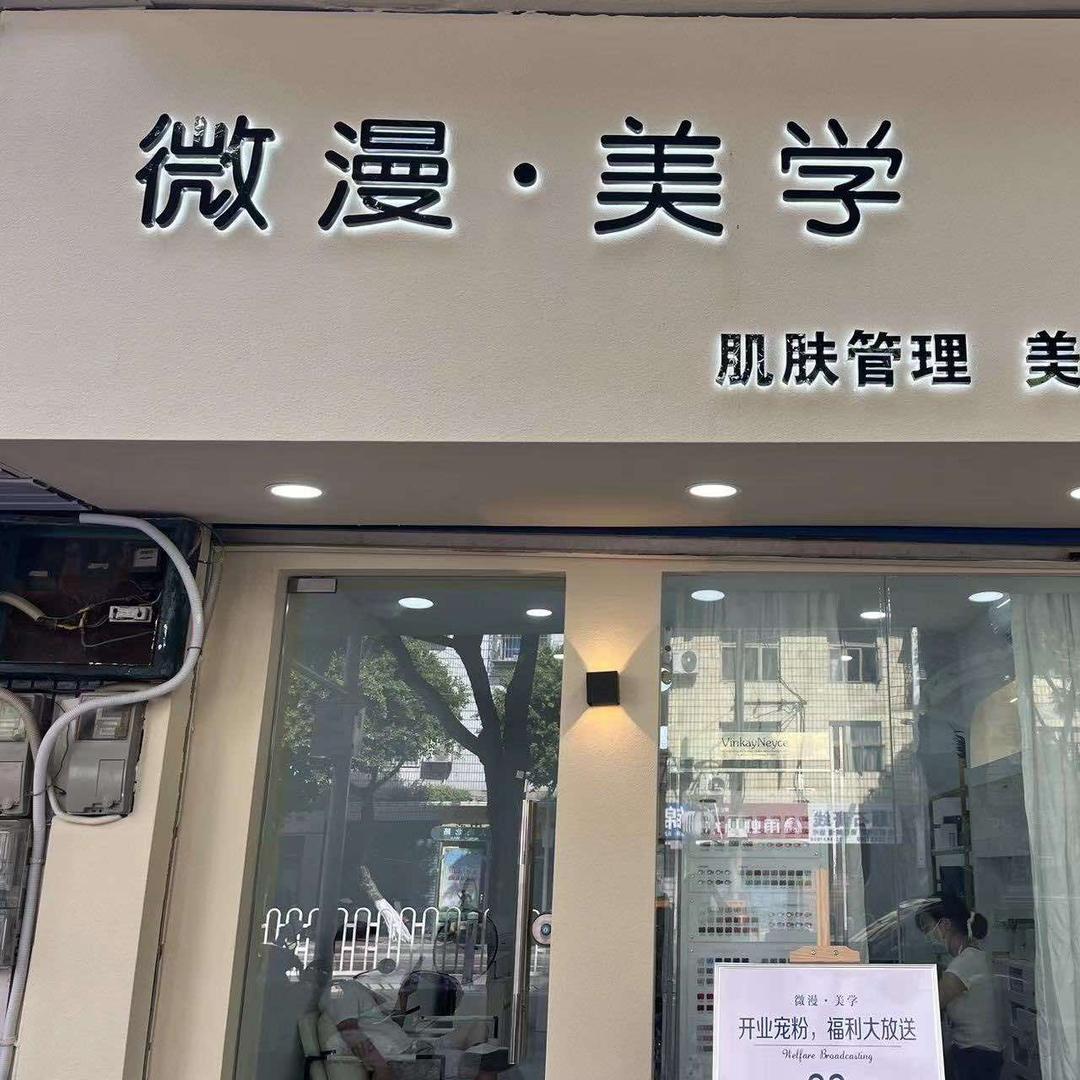 微漫·美学
肌肤管理 美
VinkayNeyce
微漫·美学
开业宠粉，福利大放送
Welfare Broadcasting